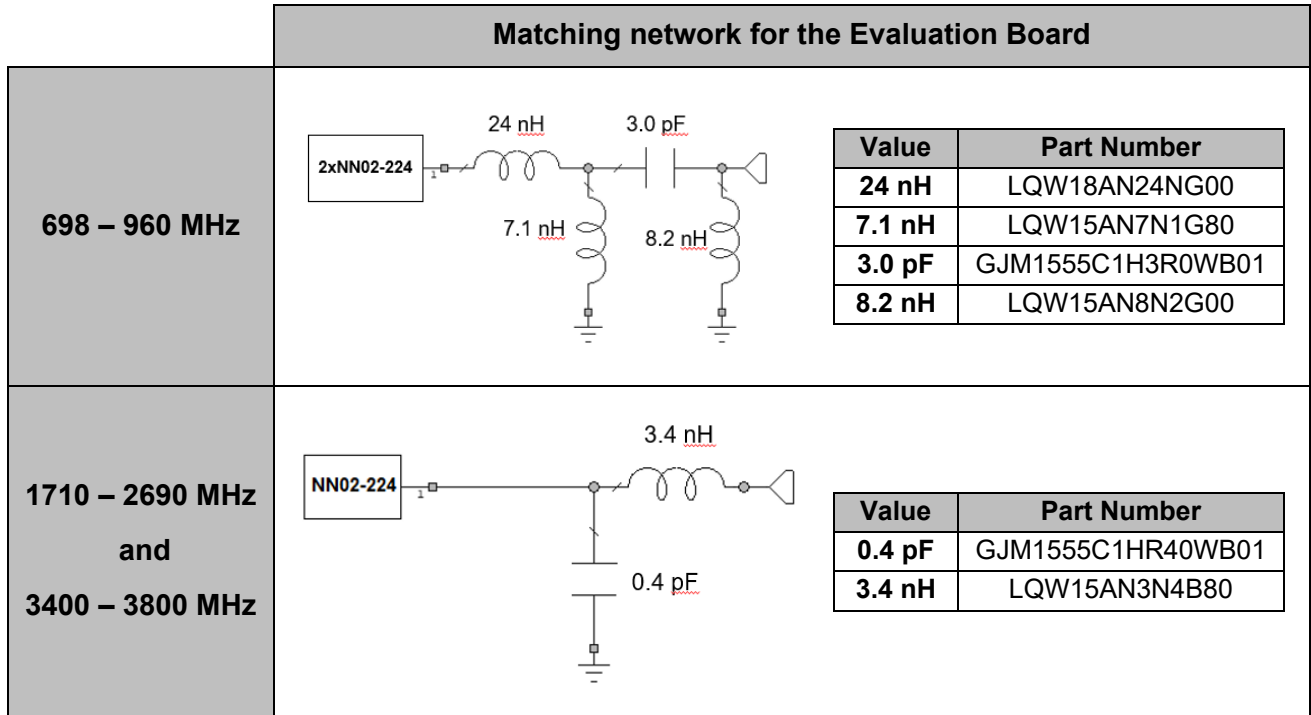 Matching network for the Evaluation Board
698 – 960 MHz
24 nH
3.0 pF
2xNN02-224
1
7.1 nH
8.2 nH
Value Part Number
24 nH LQW18AN24NG00
7.1 nH LQW15AN7N1G80
3.0 pF GJM1555C1H3R0WB01
8.2 nH LQW15AN8N2G00
1710 – 2690 MHz
and
3400 – 3800 MHz
3.4 nH
NN02-224
1
0.4 pF
Value Part Number
0.4 pF GJM1555C1HR40WB01
3.4 nH LQW15AN3N4B80